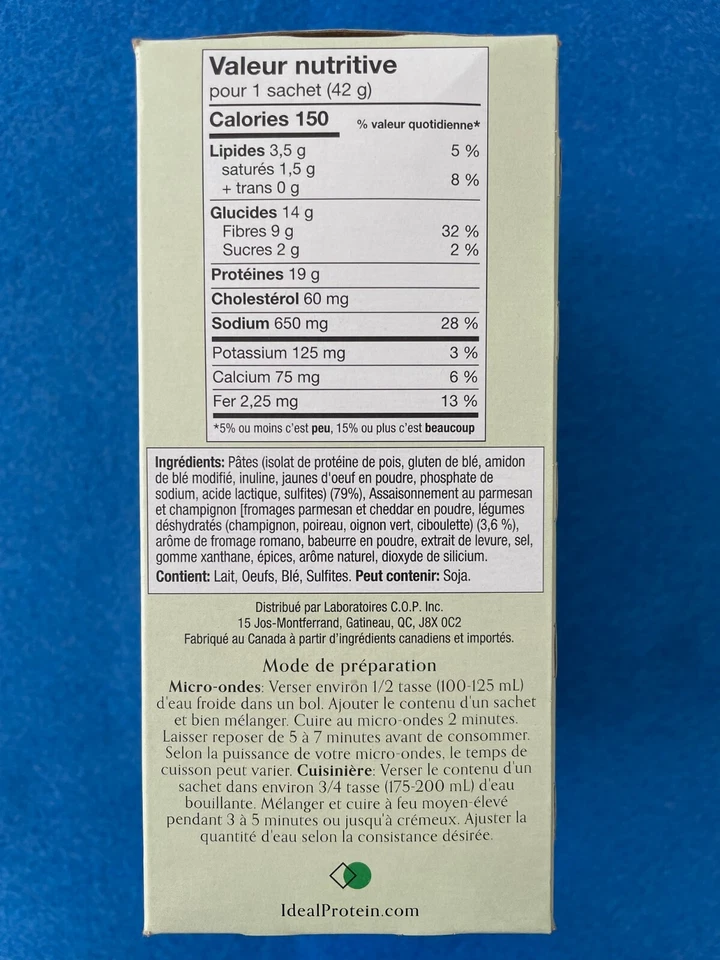 Valeur nutritive
pour 1 sachet (42 g)
Calories 150
% valeur quotidienne*
Lipides 3,5 g 5 %
saturés 1,5 g
+ trans 0 g 8 %
Glucides 14 g
Fibres 9 g 32 %
Sucres 2 g 2 %
Protéines 19 g
Cholestérol 60 mg
Sodium 650 mg 28 %
Potassium 125 mg 3 %
Calcium 75 mg 6 %
Fer 2,25 mg 13 %
*5% ou moins c'est peu, 15% ou plus c'est beaucoup
Ingrédients: Pâtes (isolat de protéine de pois, gluten de blé, amidon
de blé modifié, inuline, jaunes d'oeuf en poudre, phosphate de
sodium, acide lactique, sulfites) (79%), Assaisonnement au parmesan
et champignon [fromages parmesan et cheddar en poudre, légumes
déshydratés (champignon, poireau, oignon vert, ciboulette) (3,6 %),
arôme de fromage romano, babeurre en poudre, extrait de levure, sel,
gomme xanthane, épices, arôme naturel, dioxyde de silicium.
Contient: Lait, Oeufs, Blé, Sulfites. Peut contenir: Soja.
Distribué par Laboratoires C.O.P. Inc.
15 Jos-Montferrand, Gatineau, QC, J8X 0C2
Fabriqué au Canada à partir d'ingrédients canadiens et importés.
Mode de préparation
Micro-ondes: Verser environ 1/2 tasse (100-125 mL)
d'eau froide dans un bol. Ajouter le contenu d'un sachet
et bien mélanger. Cuire au micro-ondes 2 minutes.
Laisser reposer de 5 à 7 minutes avant de consommer.
Selon la puissance de votre micro-ondes, le temps de
cuisson peut varier. Cuisinière: Verser le contenu d'un
sachet dans environ 3/4 tasse (175-200 mL) d'eau
bouillante. Mélanger et cuire à feu moyen-élevé
pendant 3 à 5 minutes ou jusqu'à crémeux. Ajuster la
quantité d'eau selon la consistance désirée.
IdealProtein.com